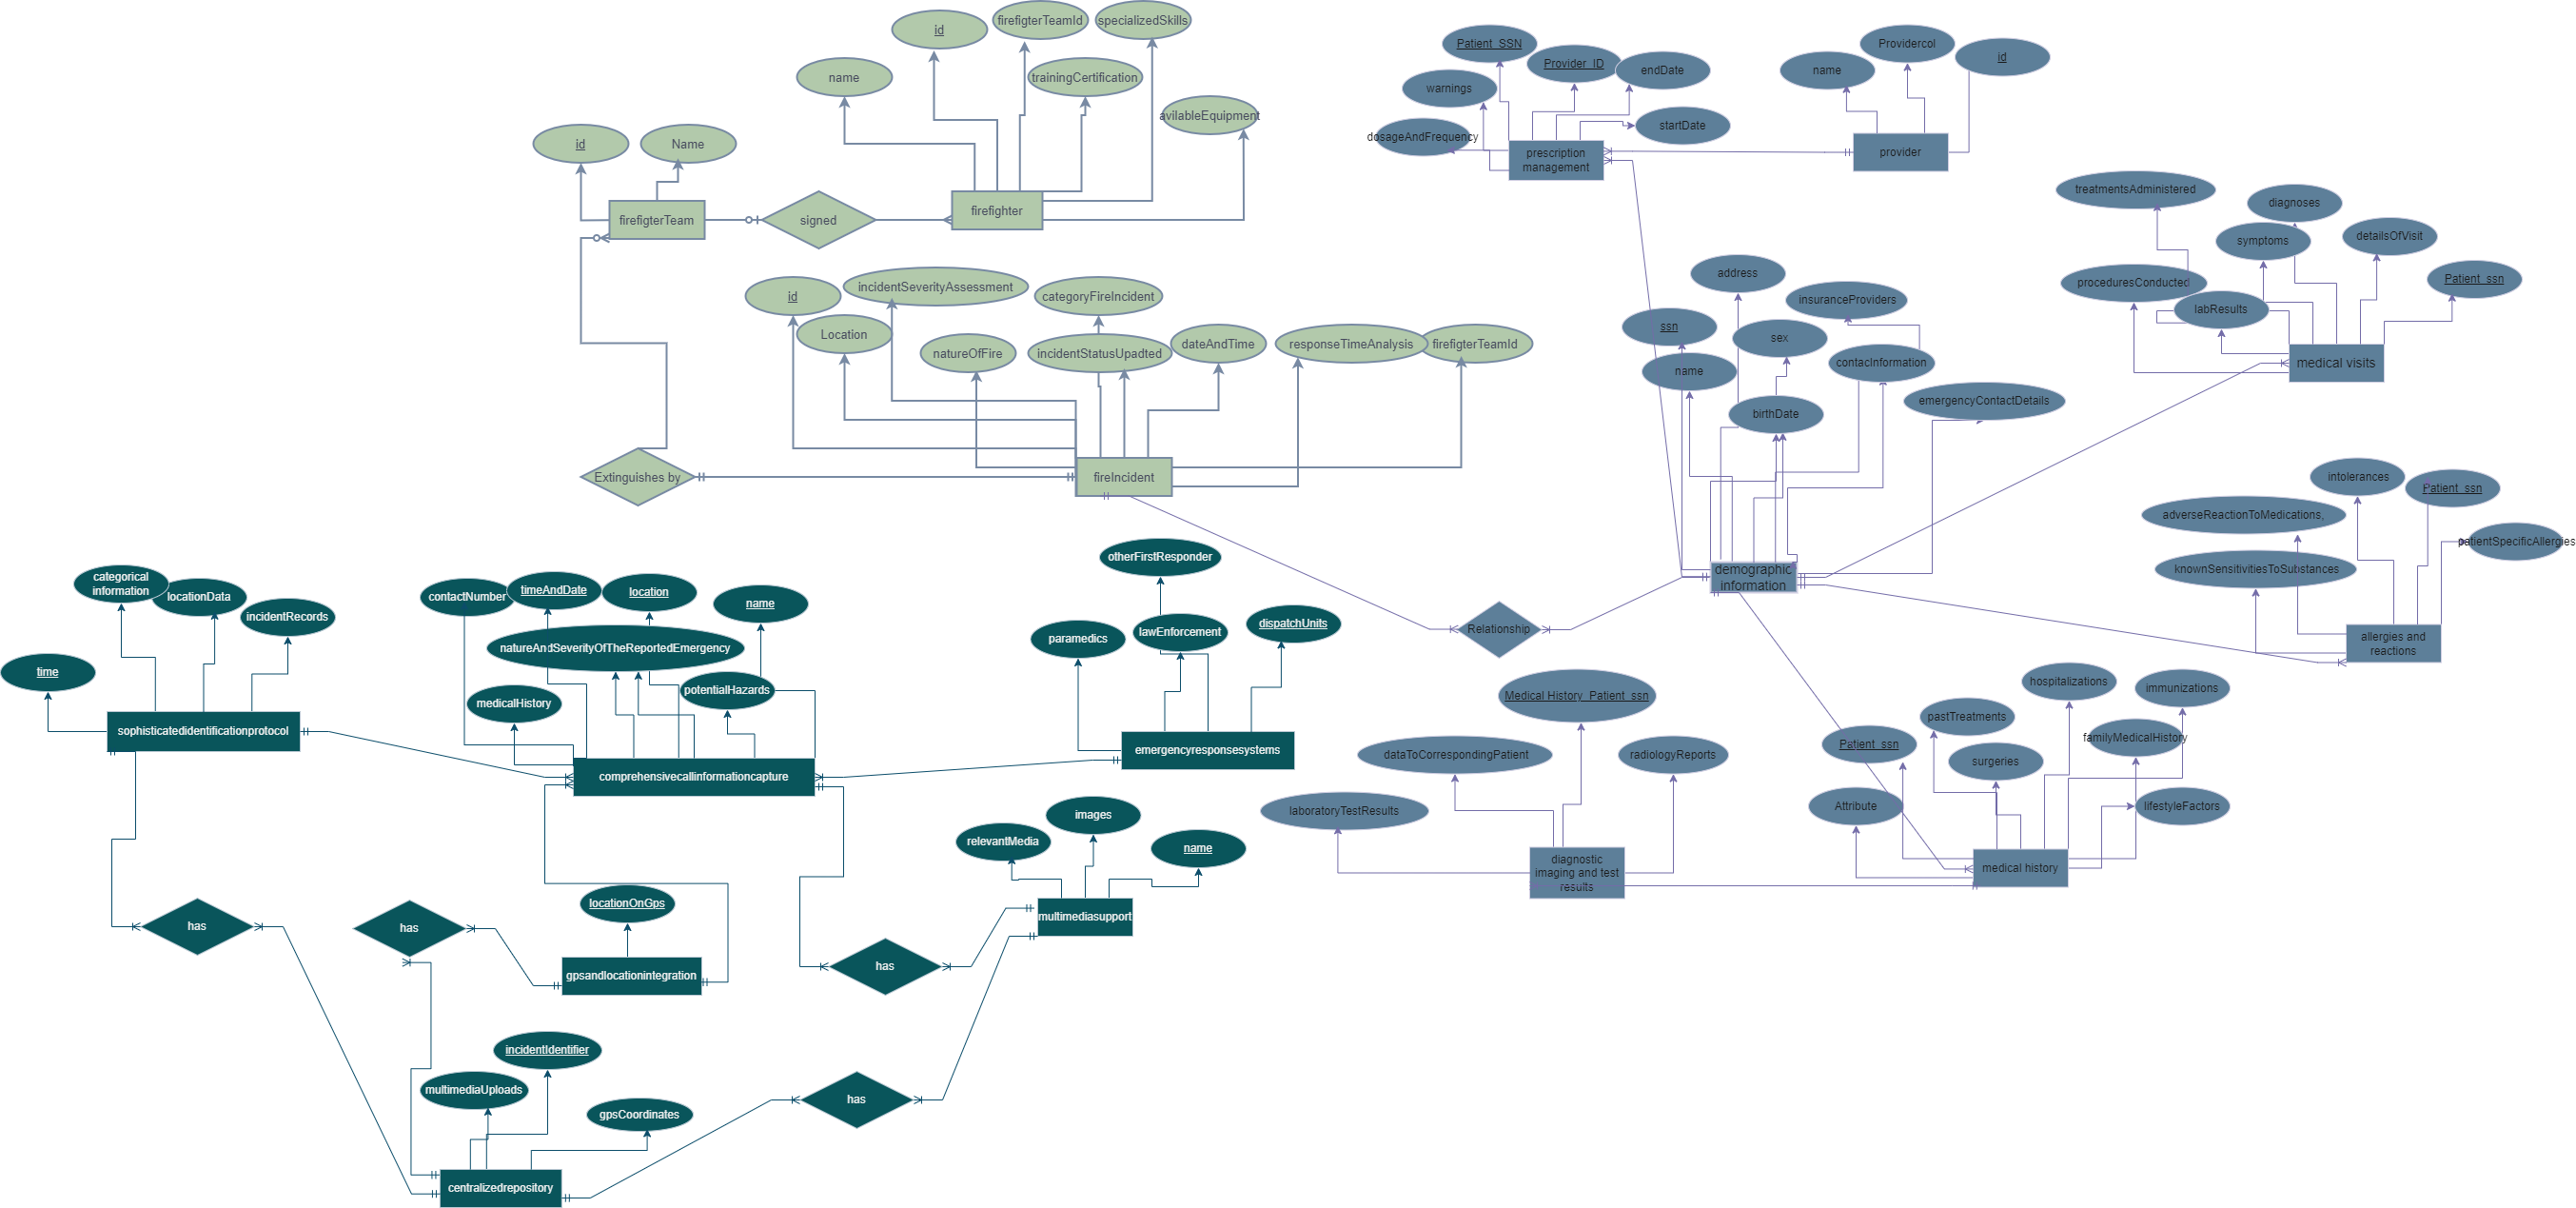 id
firefigterTeamId
specializedSkills
name
trainingCertification
avilableEquipment
id
Name
firefigterTeam
signed
firefighter
id
incidentSeverityAssessment
categoryFireIncident
Location
natureOfFire
incidentStatusUpadted
dateAndTime
responseTimeAnalysis
firefigterTeamId
Extinguishes by
fireIncident
Patient_SSN
Provider_ID
endDate
warnings
dosageAndFrequency
startDate
prescription
management
Providercol
name
id
provider
treatmentsAdministered
diagnoses
symptoms
detailsOfVisit
proceduresConducted
labResults
Patient_ssn
medical visits
address
insuranceProviders
ssn
sex
name
contacInformation
birthDate
emergencyContactDetails
demographic
information
Relationship
intolerances
Patient_ssn
adverseReactionToMedications,
patientSpecificAllergies
knownSensitivitiesToSubstances
allergies and
reactions
hospitalizations
immunizations
pastTreatments
Patient_ssn
familyMedicalHistory
surgeries
Attribute
lifestyleFactors
medical history
Medical History_Patient_ssn
dataToCorrespondingPatient
radiologyReports
laboratoryTestResults
diagnostic
imaging and test
results
categorical
information
locationData
incidentRecords
time
sophisticatedidentificationprotocol
contactNumber
timeAndDate
location
name
natureAndSeverityOfTheReportedEmergency
medicalHistory
potentialHazards
comprehensivecallinformationcapture
otherFirstResponder
paramedics
lawEnforcement
dispatchUnits
emergencyresponsesystems
relevantMedia
images
name
multimediasupport
has
has
locationOnGps
gpsandlocationintegration
has
incidentIdentifier
multimediaUploads
gpsCoordinates
has
centralizedrepository